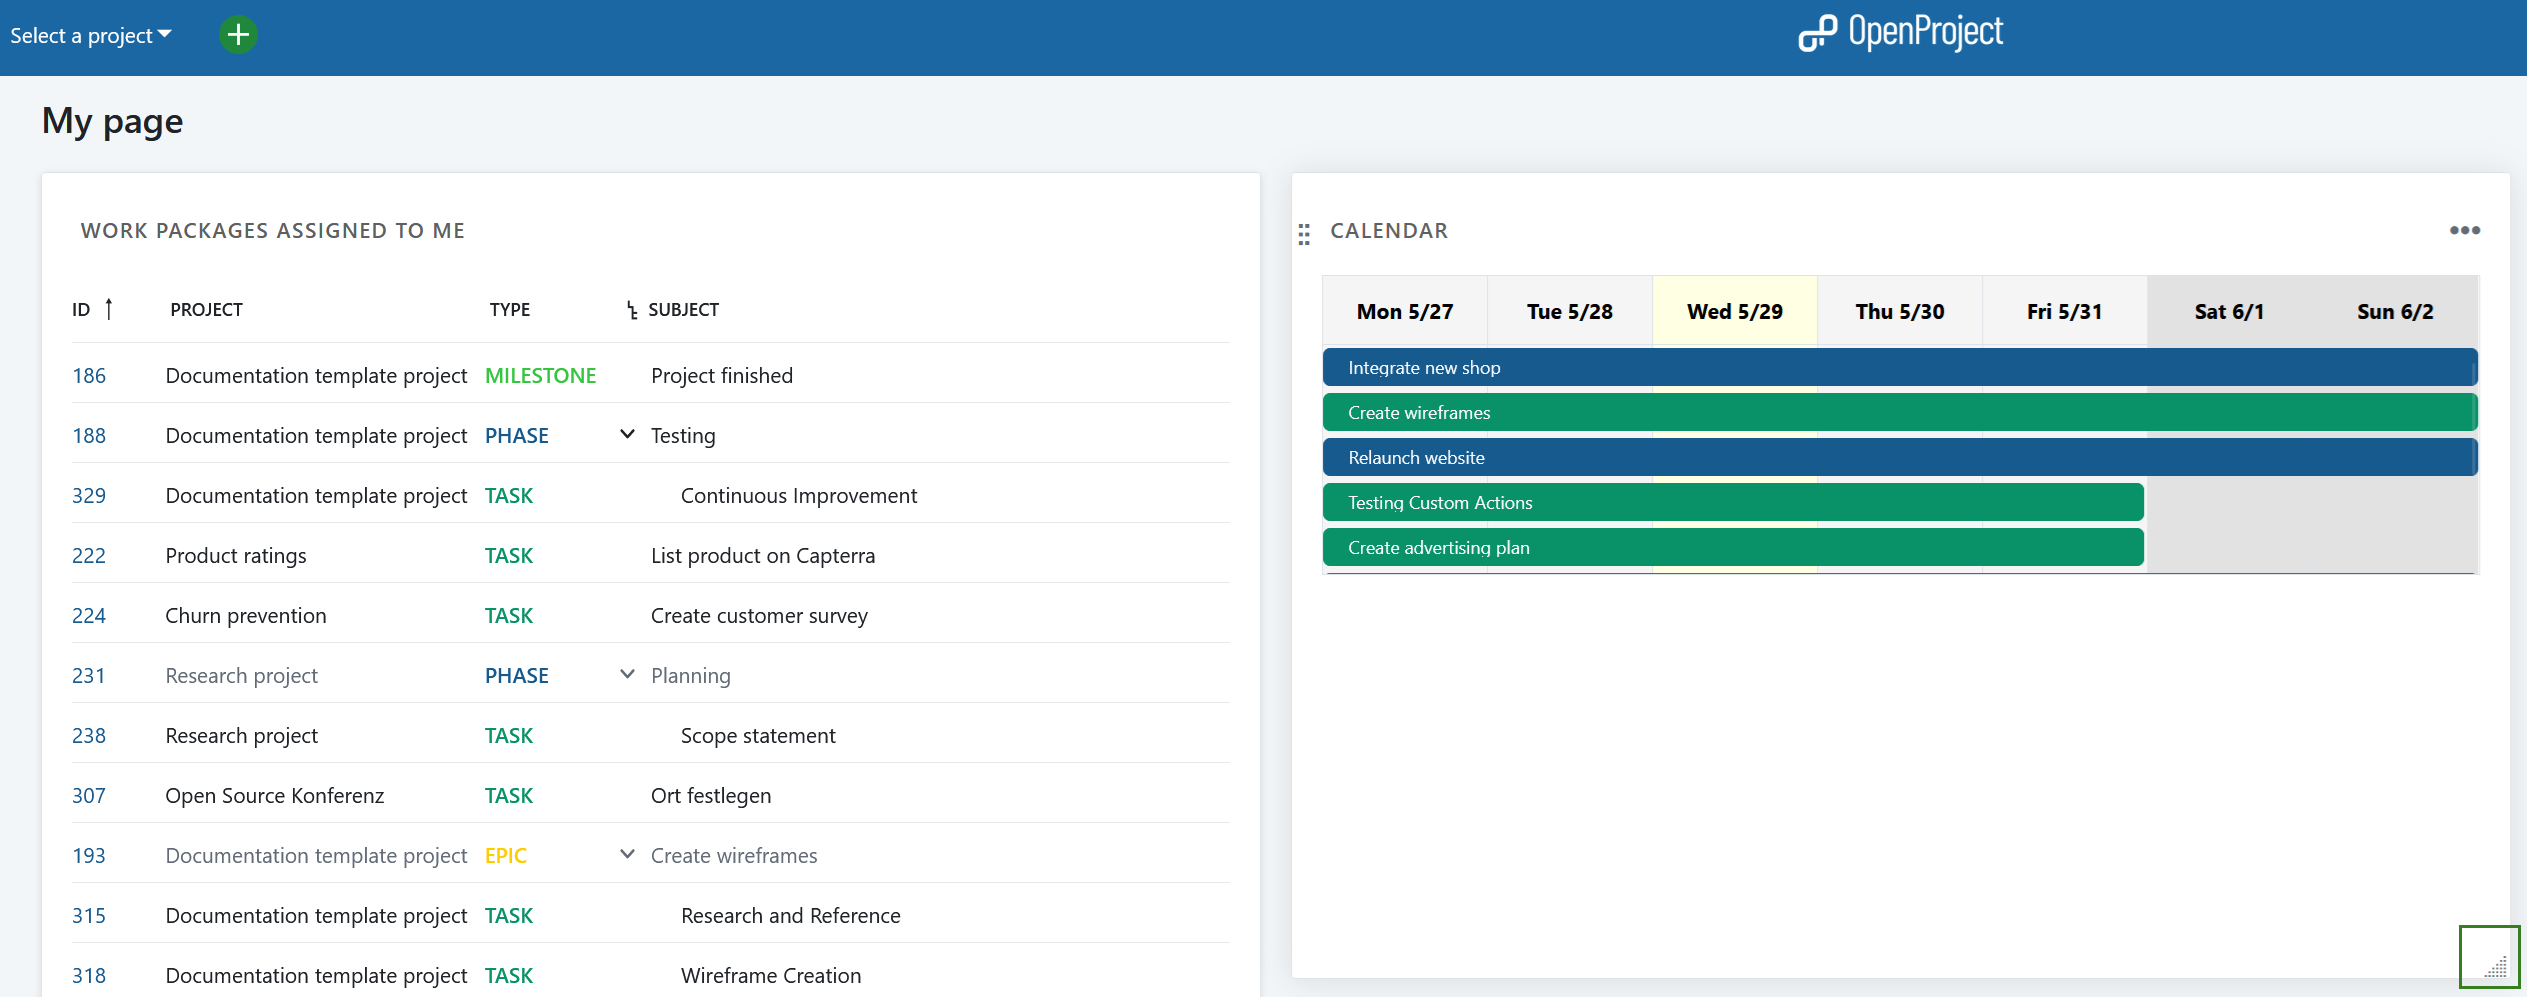 Select a project
OpenProject
My page
WORK PACKAGES ASSIGNED TO ME
ID PROJECT TYPE SUBJECT
186 Documentation template project MILESTONE Project finished
188 Documentation template project PHASE Testing
329 Documentation template project TASK Continuous Improvement
222 Product ratings TASK List product on Capterra
224 Churn prevention TASK Create customer survey
231 Research project PHASE Planning
238 Research project TASK Scope statement
307 Open Source Konferenz TASK Ort festlegen
193 Documentation template project EPIC Create wireframes
315 Documentation template project TASK Research and Reference
318 Documentation template project TASK Wireframe Creation
CALENDAR
Mon 5/27 Tue 5/28 Wed 5/29 Thu 5/30 Fri 5/31 Sat 6/1 Sun 6/2
Integrate new shop
Create wireframes
Relaunch website
Testing Custom Actions
Create advertising plan